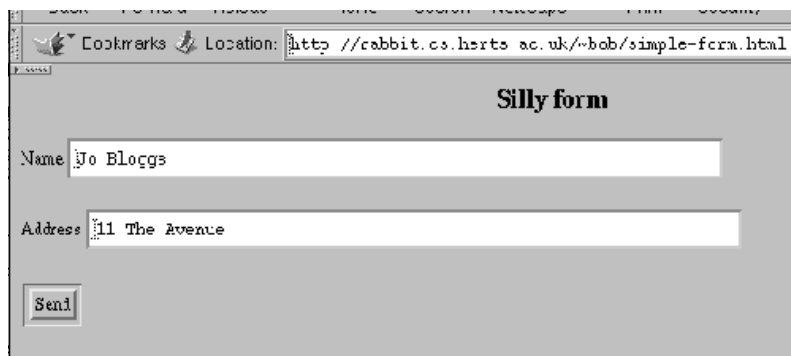 Bookmarks Location: http://rabbit.cs.herts.ac.uk/~bob/simple-form.html
Silly form
Name Jo Bloggs
Address 11 The Avenue
Send